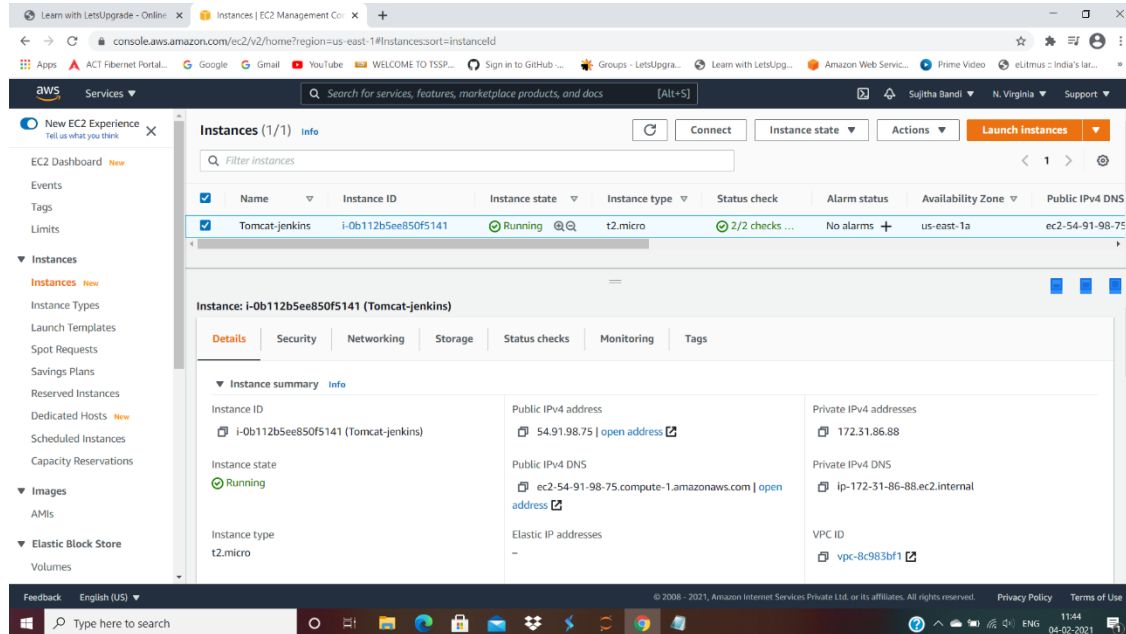 Learn with LetsUpgrade - Online
Instances | EC2 Management Con
console.aws.amazon.com/ec2/v2/home?region=us-east-1#Instances:sort=instanceId
Apps
ACT Fibernet Portal...
Google
Gmail
YouTube
WELCOME TO TSSP...
Sign in to GitHub ·...
Groups - LetsUpgra...
Learn with LetsUpg...
Amazon Web Servic...
Prime Video
eLitmus :: India's lar...
»
aws
Services ▼
Search for services, features, marketplace products, and docs
[Alt+S]
Sujitha Bandi ▼
N. Virginia ▼
Support ▼
New EC2 Experience
Tell us what you think
EC2 Dashboard New
Events
Tags
Limits
▼ Instances
Instances New
Instance Types
Launch Templates
Spot Requests
Savings Plans
Reserved Instances
Dedicated Hosts New
Scheduled Instances
Capacity Reservations
▼ Images
AMIs
▼ Elastic Block Store
Volumes
Instances (1/1) Info
Connect
Instance state ▼
Actions ▼
Launch instances ▼
Filter instances
< 1 >
Name
Instance ID
Instance state
Instance type
Status check
Alarm status
Availability Zone
Public IPv4 DNS
Tomcat-jenkins
i-0b112b5ee850f5141
Running
t2.micro
2/2 checks ...
No alarms +
us-east-1a
ec2-54-91-98-75
Instance: i-0b112b5ee850f5141 (Tomcat-jenkins)
Details
Security
Networking
Storage
Status checks
Monitoring
Tags
▼ Instance summary Info
Instance ID
i-0b112b5ee850f5141 (Tomcat-jenkins)
Public IPv4 address
54.91.98.75 | open address
Private IPv4 addresses
172.31.86.88
Instance state
Running
Public IPv4 DNS
ec2-54-91-98-75.compute-1.amazonaws.com | open
address
Private IPv4 DNS
ip-172-31-86-88.ec2.internal
Instance type
t2.micro
Elastic IP addresses
–
VPC ID
vpc-8c983bf1
Feedback
English (US) ▼
© 2008 - 2021, Amazon Internet Services Private Ltd. or its affiliates. All rights reserved.
Privacy Policy
Terms of Use
Type here to search
ENG
11:44
04-02-2021